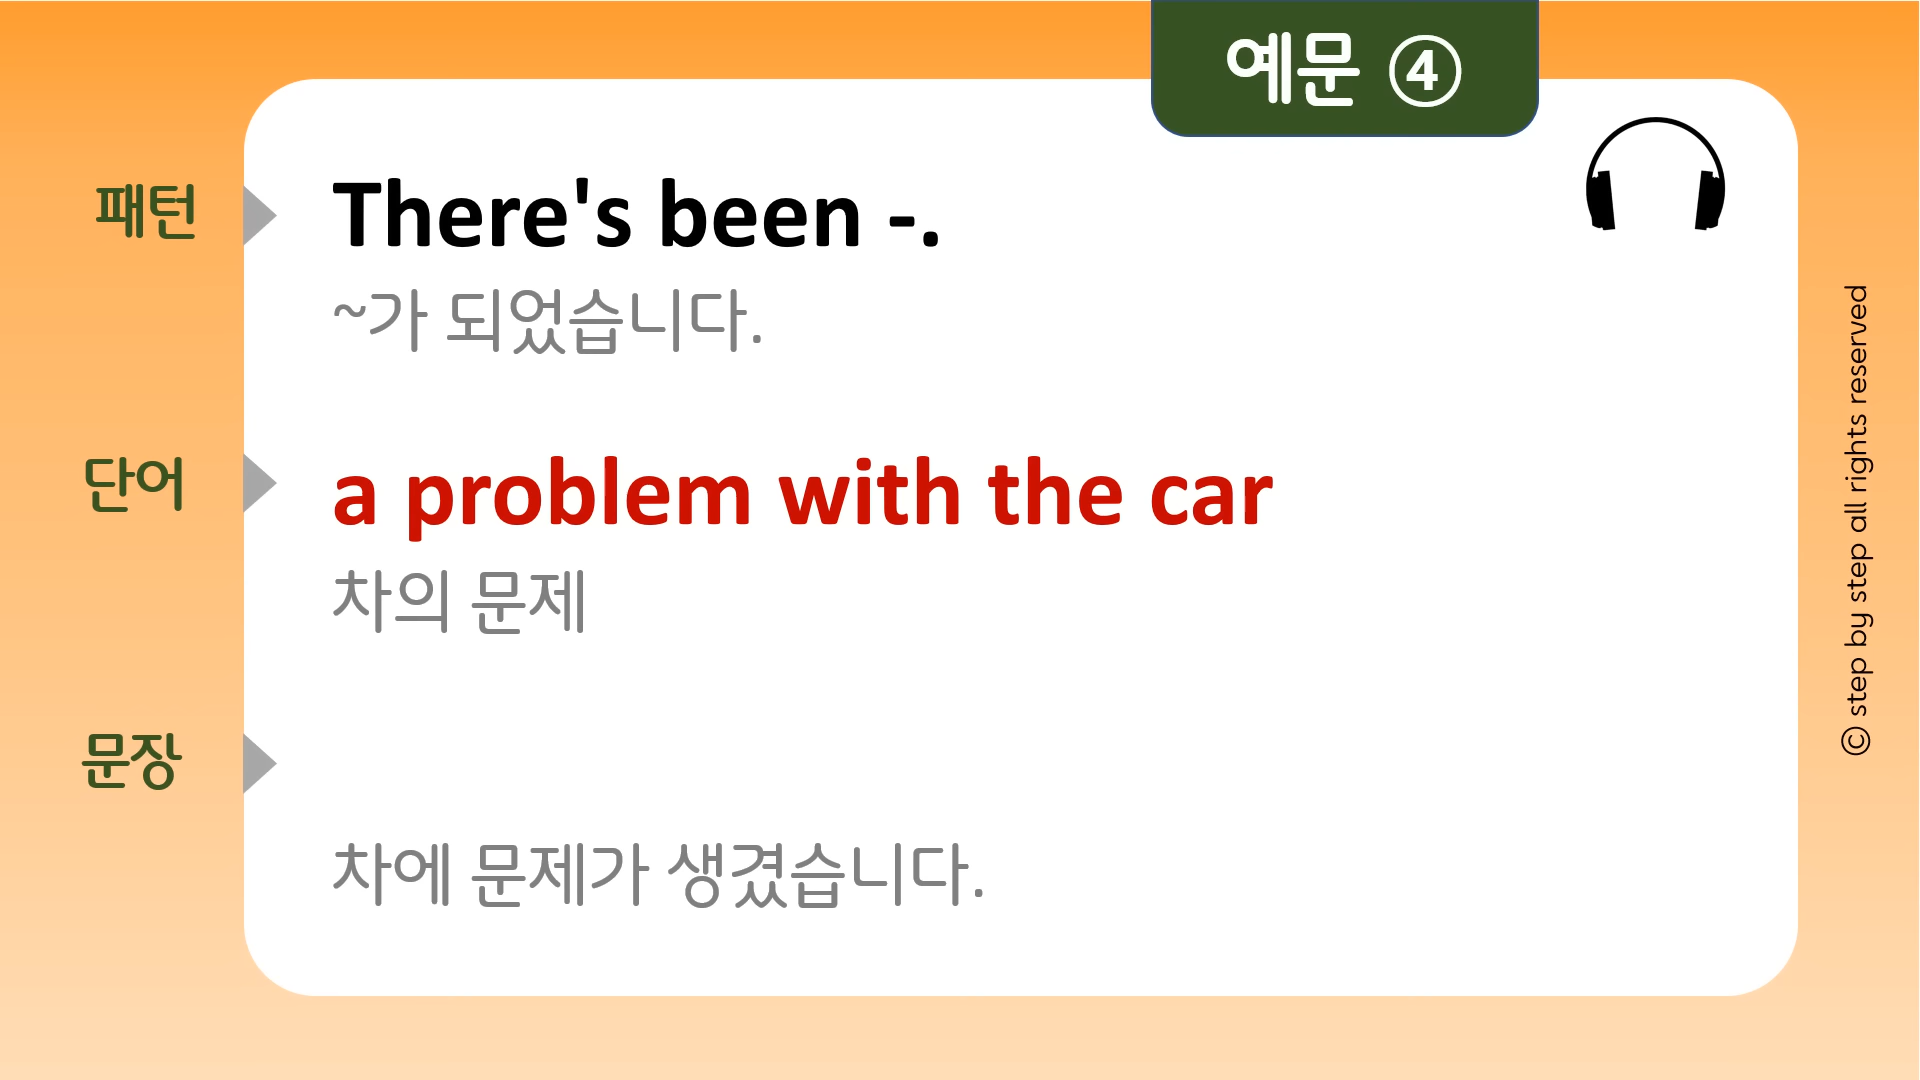 예문 ④
패턴
There's been -.
~가 되었습니다.
단어
a problem with the car
차의 문제
문장
차에 문제가 생겼습니다.
© step by step all rights reserved